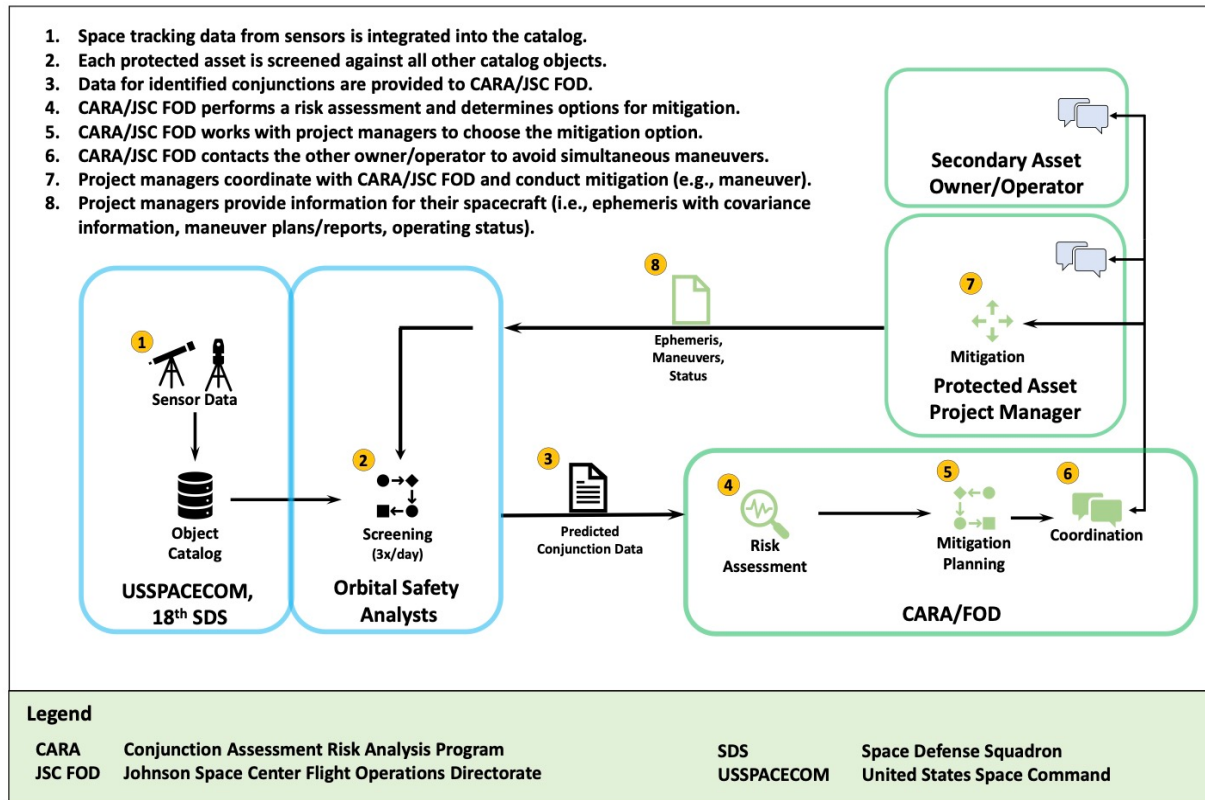 1. Space tracking data from sensors is integrated into the catalog.
2. Each protected asset is screened against all other catalog objects.
3. Data for identified conjunctions are provided to CARA/JSC FOD.
4. CARA/JSC FOD performs a risk assessment and determines options for mitigation.
5. CARA/JSC FOD works with project managers to choose the mitigation option.
6. CARA/JSC FOD contacts the other owner/operator to avoid simultaneous maneuvers.
7. Project managers coordinate with CARA/JSC FOD and conduct mitigation (e.g., maneuver).
8. Project managers provide information for their spacecraft (i.e., ephemeris with covariance
information, maneuver plans/reports, operating status).
Secondary Asset
Owner/Operator
7
Mitigation
Protected Asset
Project Manager
8
Ephemeris,
Maneuvers,
Status
1
Sensor Data
Object
Catalog
USSPACECOM,
18th SDS
2
Screening
(3x/day)
Orbital Safety
Analysts
3
Predicted
Conjunction Data
4
Risk
Assessment
5
Mitigation
Planning
6
Coordination
CARA/FOD
Legend
CARA Conjunction Assessment Risk Analysis Program
JSC FOD Johnson Space Center Flight Operations Directorate
SDS Space Defense Squadron
USSPACECOM United States Space Command